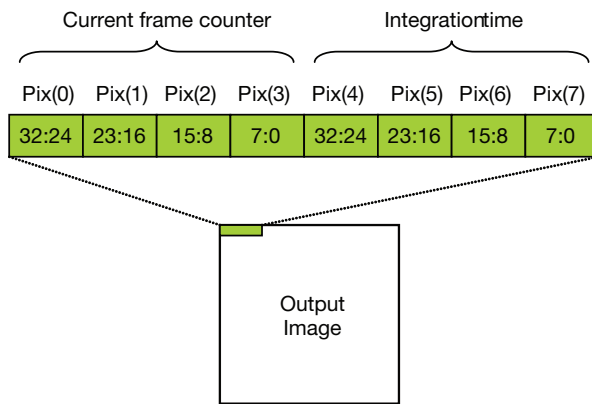 Current frame counter Integrationtime
Pix(0) Pix(1) Pix(2) Pix(3) Pix(4) Pix(5) Pix(6) Pix(7)
32:24 23:16 15:8 7:0 32:24 23:16 15:8 7:0
Output
Image